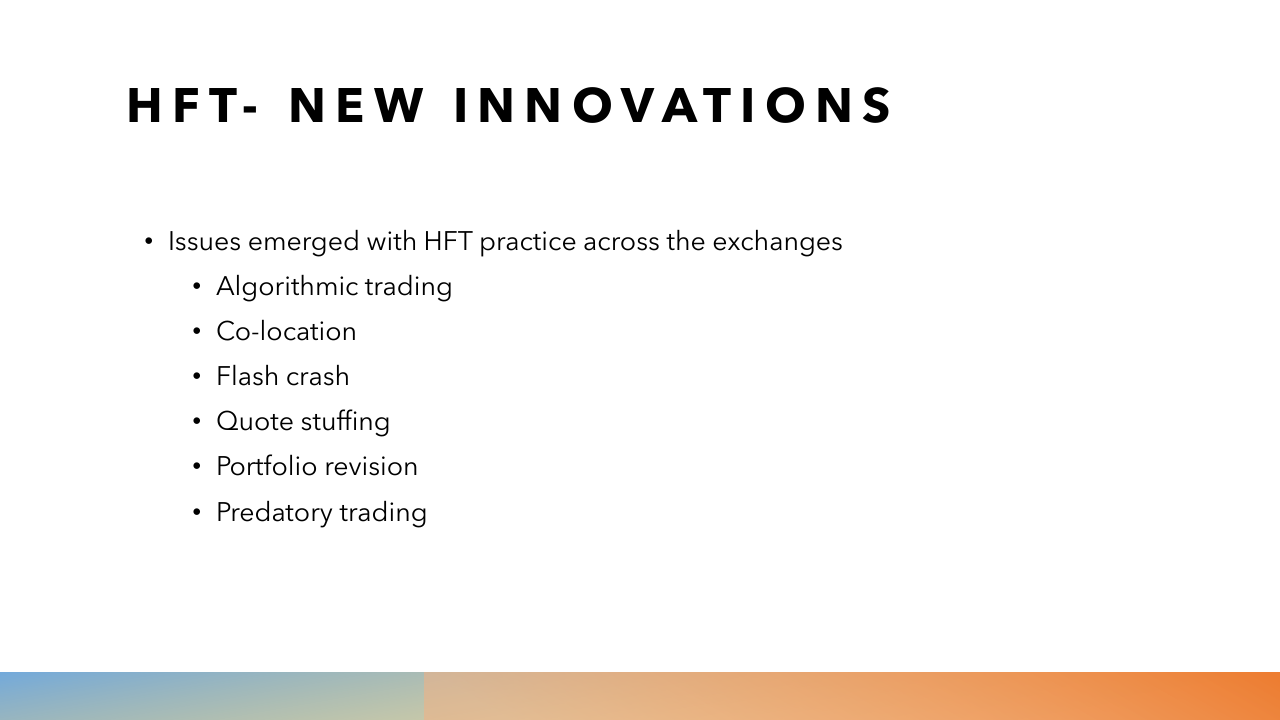 HFT- NEW INNOVATIONS
• Issues emerged with HFT practice across the exchanges
• Algorithmic trading
• Co-location
• Flash crash
• Quote stuffing
• Portfolio revision
• Predatory trading